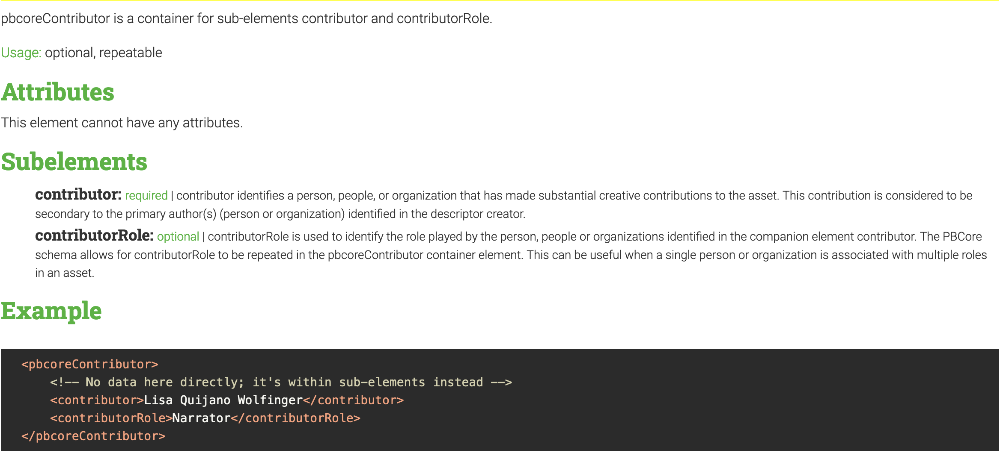 pbcoreContributor is a container for sub-elements contributor and contributorRole.
Usage: optional, repeatable
Attributes
This element cannot have any attributes.
Subelements
contributor: required | contributor identifies a person, people, or organization that has made substantial creative contributions to the asset. This contribution is considered to be
secondary to the primary author(s) (person or organization) identified in the descriptor creator.
contributorRole: optional | contributorRole is used to identify the role played by the person, people or organizations identified in the companion element contributor. The PBCore
schema allows for contributorRole to be repeated in the pbcoreContributor container element. This can be useful when a single person or organization is associated with multiple roles
in an asset.
Example
<pbcoreContributor>
<!-- No data here directly; it's within sub-elements instead -->
<contributor>Lisa Quijano Wolfinger</contributor>
<contributorRole>Narrator</contributorRole>
</pbcoreContributor>